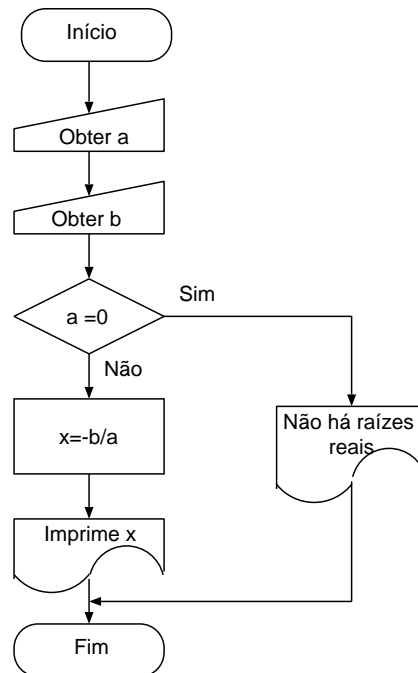 Início
Obter a
Obter b
a =0
Sim
Não
x=-b/a
Não há raízes
reais
Imprime x
Fim